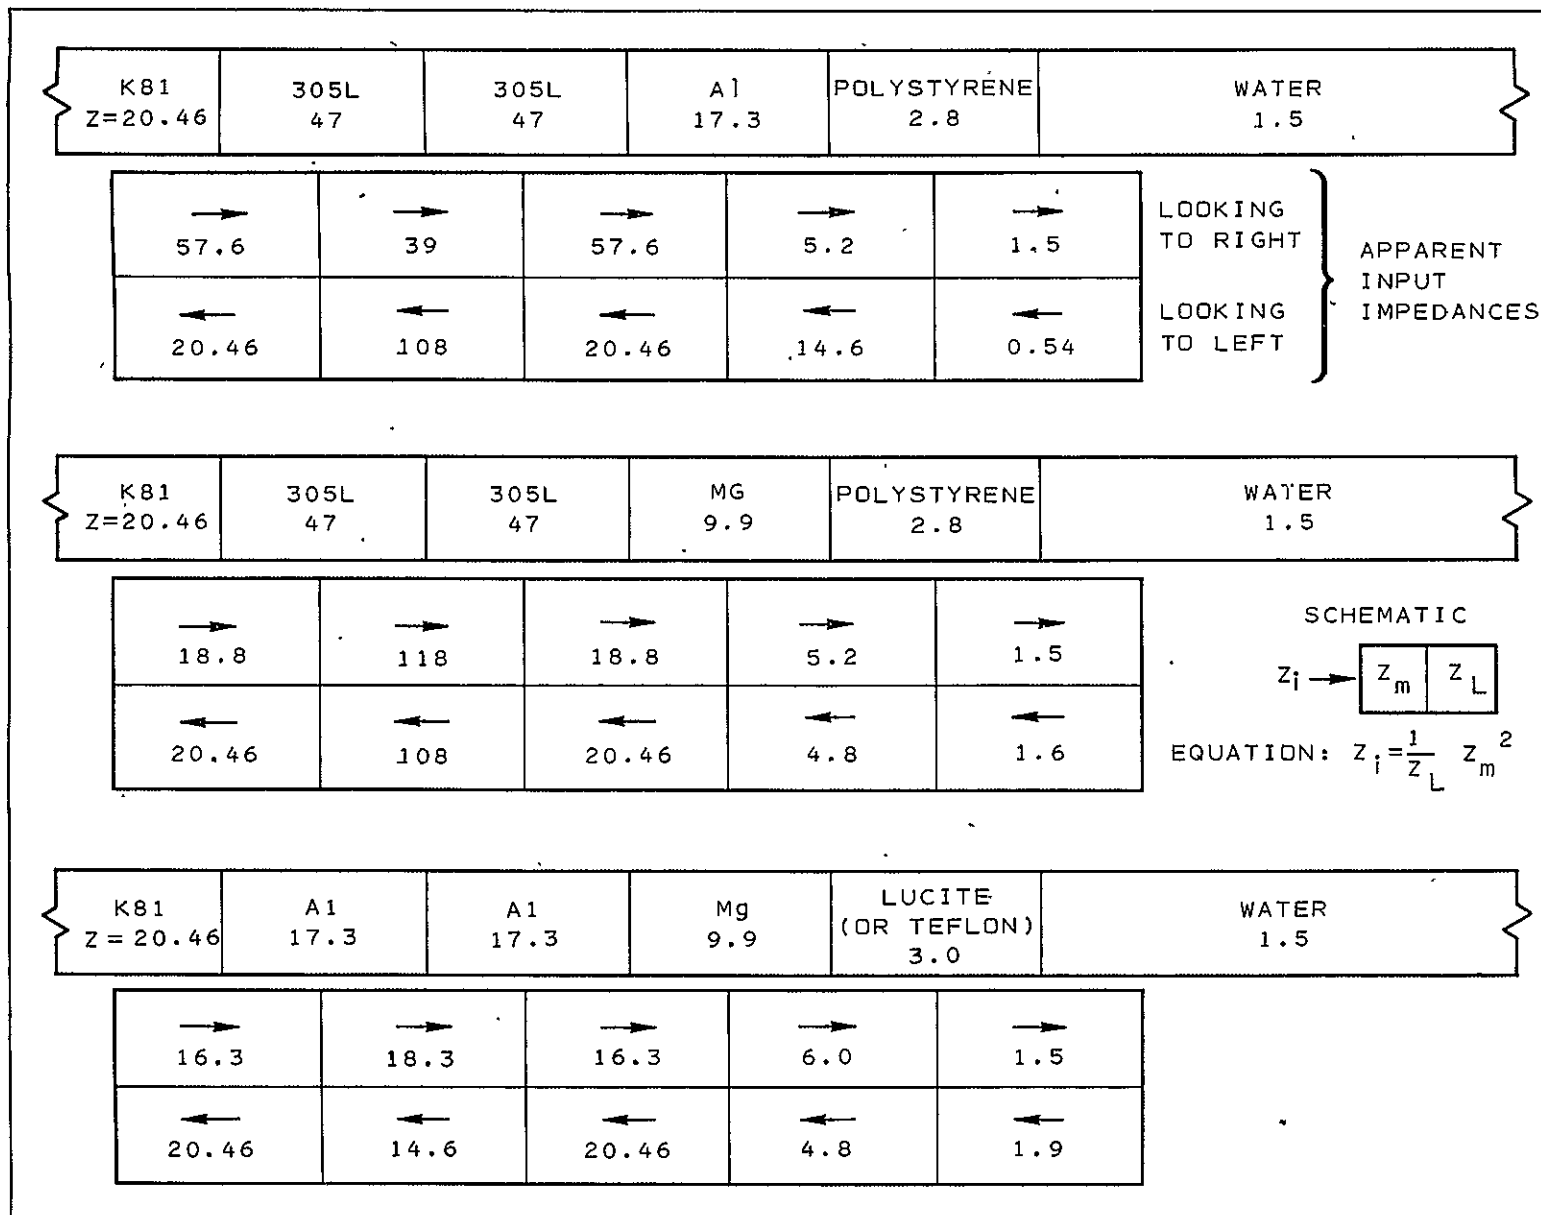 K81 305L 305L Al POLYSTYRENE WATER
Z=20.46 47 47 17.3 2.8 1.5
→ → → → → LOOKING
57.6 39 57.6 5.2 1.5 TO RIGHT
APPARENT
INPUT
IMPEDANCES
← ← ← ← ← LOOKING
20.46 108 20.46 14.6 0.54 TO LEFT
K81 305L 305L MG POLYSTYRENE WATER
Z=20.46 47 47 9.9 2.8 1.5
→ → → → →
18.8 118 18.8 5.2 1.5
← ← ← ← ←
20.46 108 20.46 4.8 1.6
SCHEMATIC
Zi → Zm ZL
EQUATION: Zi = 1/ZL Zm²
K81 Al Al Mg LUCITE (OR TEFLON) WATER
Z = 20.46 17.3 17.3 9.9 3.0 1.5
→ → → → →
16.3 18.3 16.3 6.0 1.5
← ← ← ← ←
20.46 14.6 20.46 4.8 1.9